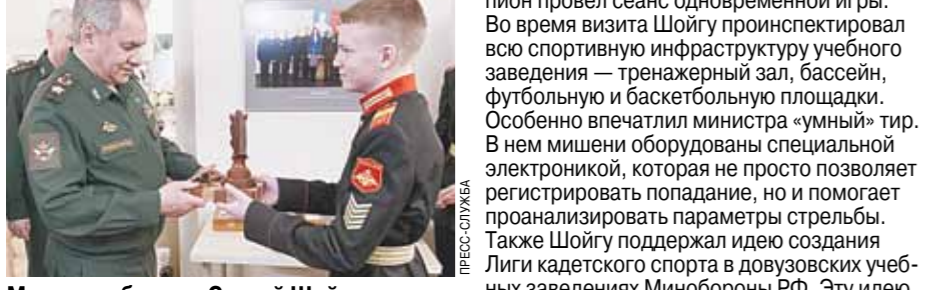 пион провел сеанс одновременной игры.
Во время визита Шойгу проинспектировал
всю спортивную инфраструктуру учебного
заведения — тренажерный зал, бассейн,
футбольную и баскетбольную площадки.
Особенно впечатлил министра «умный» тир.
В нем мишени оборудованы специальной
электроникой, которая не просто позволяет
регистрировать попадание, но и помогает
проанализировать параметры стрельбы.
Также Шойгу поддержал идею создания
Лиги кадетского спорта в довузовских учеб-
ных заведениях Минобороны РФ. Эту идею
ПРЕСС-СЛУЖБА